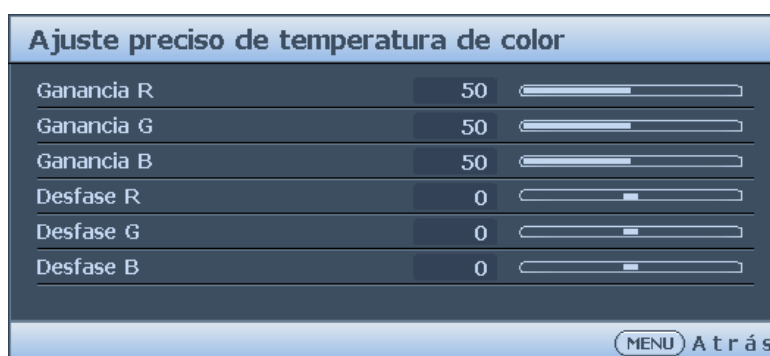 Ajuste preciso de temperatura de color
Ganancia R 50
Ganancia G 50
Ganancia B 50
Desfase R 0
Desfase G 0
Desfase B 0
MENU Atrás